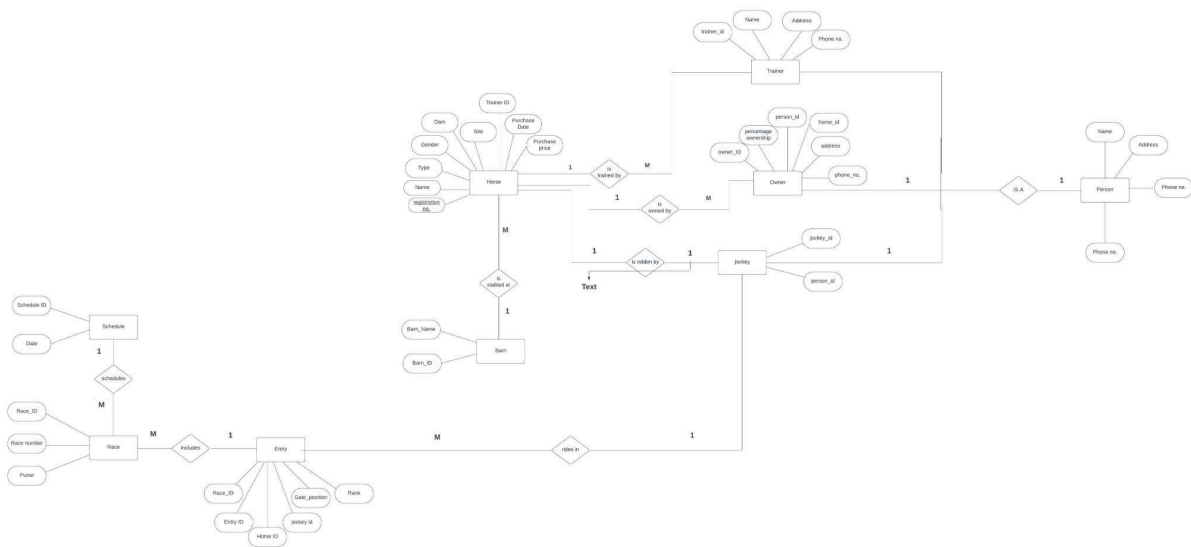 Name
Address
trainer_id
Phone no.
Trainer
Trainer ID
Dam
Sire
Purchase
Date
Purchase
price
Gender
Type
Name
registration
no.
Horse
1
is
trained by
M
person_id
percentage
ownership
horse_id
owner_ID
address
phone_no.
Owner
1
is
owned by
M
1
IS A
1
Name
Address
Person
Phone no.
Phone no.
1
is ridden by
1
Text
jockey
jockey_id
person_id
1
M
is
stabled at
1
Barn_Name
Barn_ID
Barn
Schedule ID
Date
Schedule
1
schedules
M
Race_ID
Race number
Purse
Race
M
includes
1
Entry
M
rides in
1
Race_ID
Entry ID
Horse ID
jockey id
Gate_position
Rank